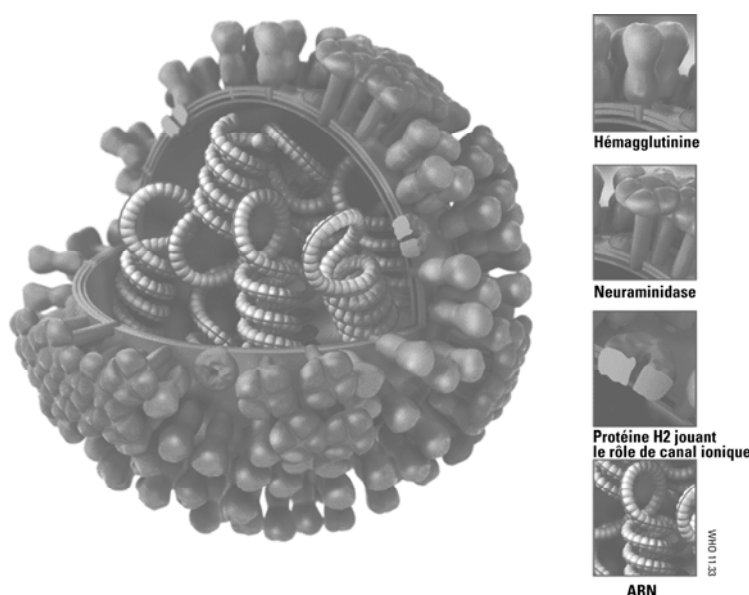 Hémagglutinine
Neuraminidase
Protéine H2 jouant
le rôle de canal ionique
WHO 11.33
ARN